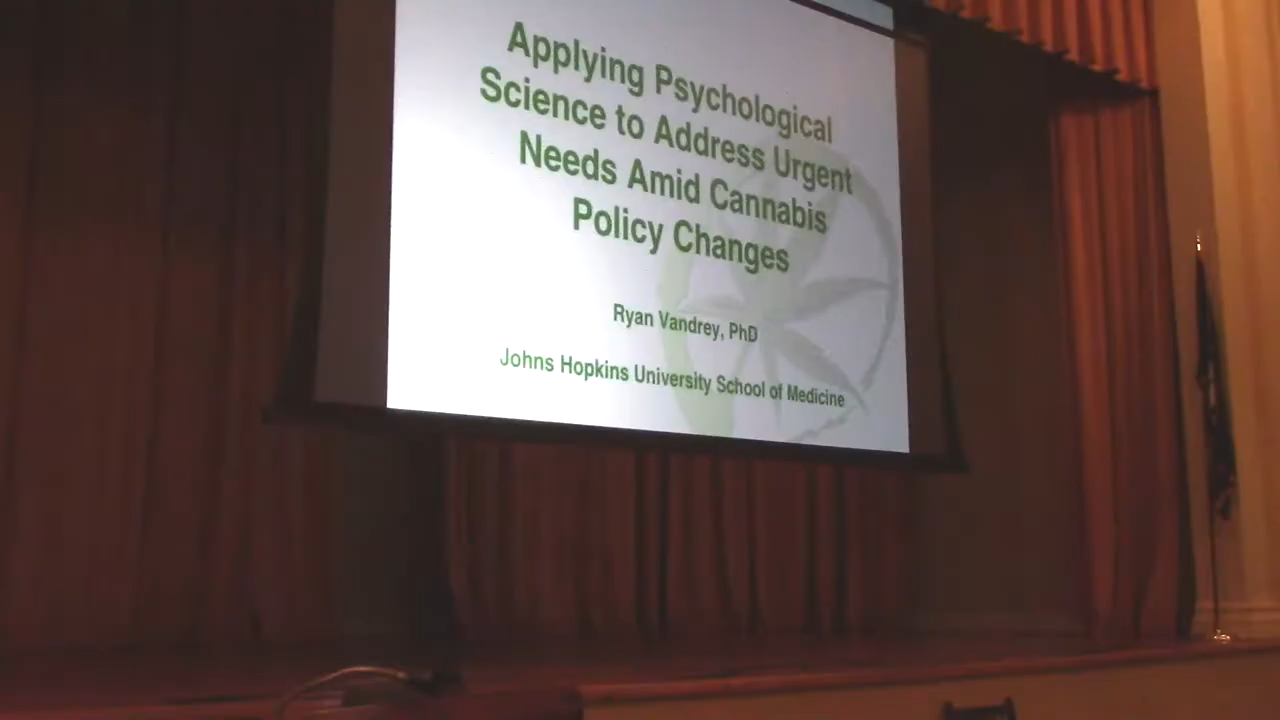 Applying Psychological
Science to Address Urgent
Needs Amid Cannabis
Policy Changes
Ryan Vandrey, PhD
Johns Hopkins University School of Medicine